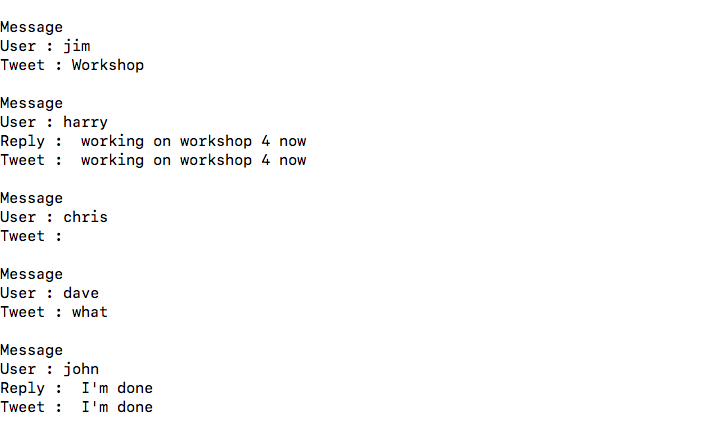 Message
User : jim
Tweet : Workshop

Message
User : harry
Reply :  working on workshop 4 now
Tweet :  working on workshop 4 now

Message
User : chris
Tweet :

Message
User : dave
Tweet : what

Message
User : john
Reply :  I'm done
Tweet :  I'm done